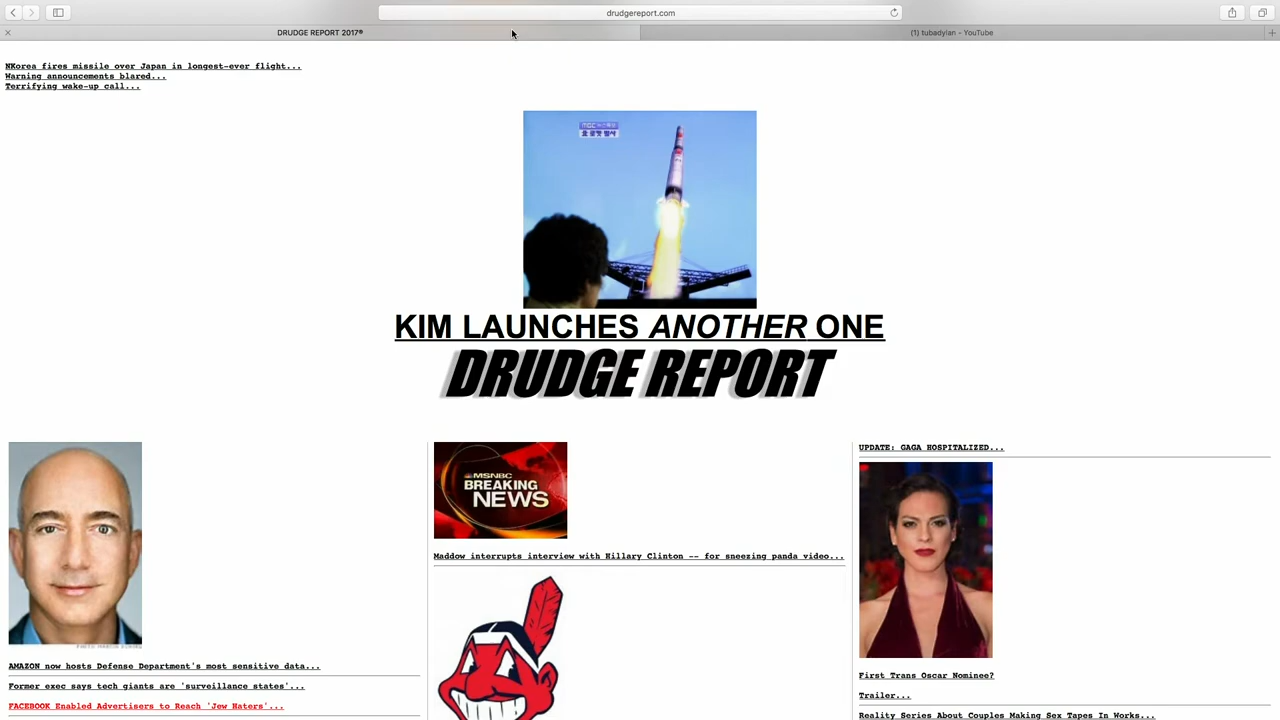 drudgereport.com
DRUDGE REPORT 2017®
(1) tubadyian - YouTube
NKorea fires missile over Japan in longest-ever flight...
Warning announcements blared...
Terrifying wake-up call...
KIM LAUNCHES ANOTHER ONE
DRUDGE REPORT
AMAZON now hosts Defense Department's most sensitive data...
Former exec says tech giants are 'surveillance states'...
FACEBOOK Enabled Advertisers to Reach 'Jew Haters'...
MSNBC
BREAKING
NEWS
Maddow interrupts interview with Hillary Clinton -- for sneezing panda video...
UPDATE: GAGA HOSPITALIZED...
First Trans Oscar Nominee?
Trailer...
Reality Series About Couples Making Sex Tapes In Works...